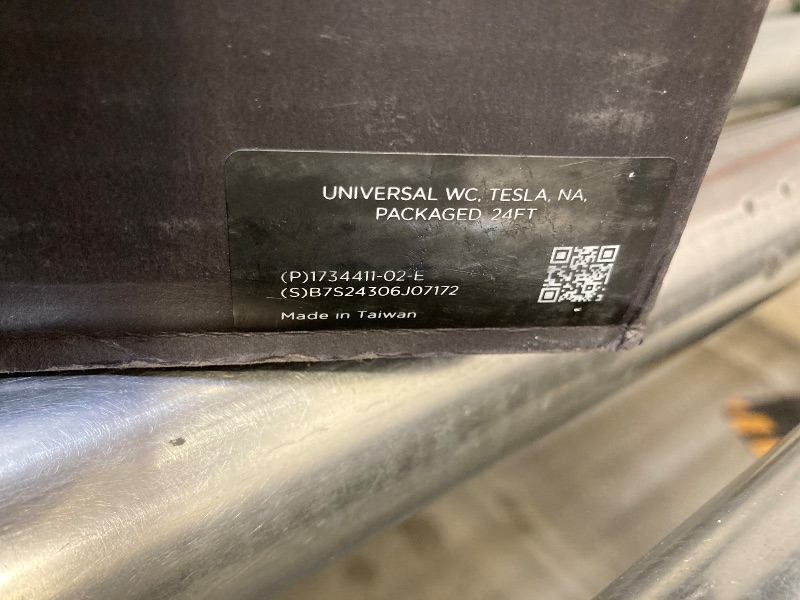 UNIVERSAL WC, TESLA, NA,
PACKAGED 24FT
(P)1734411-02-E
(S)B7S24306J07172
Made in Taiwan